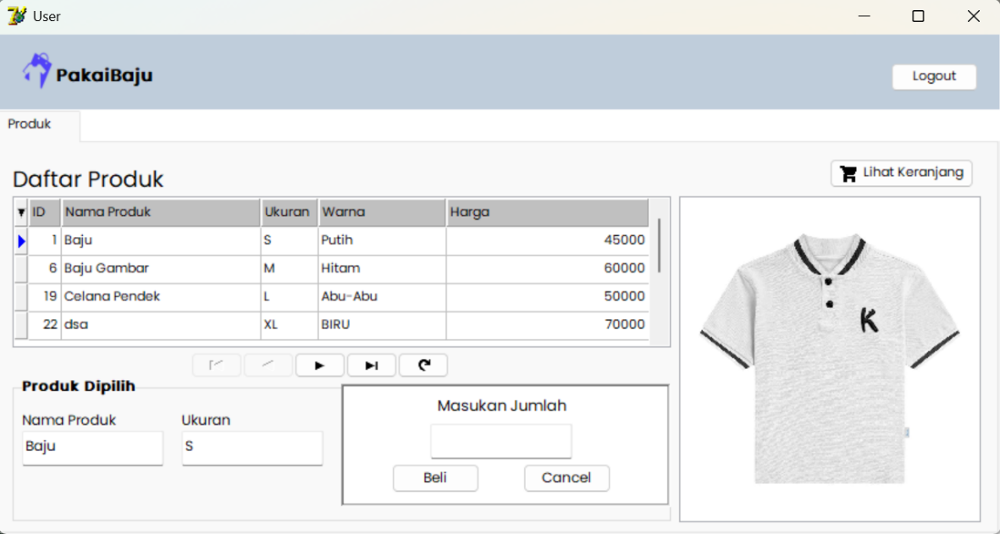 User
PakaiBaju
Logout
Produk
Daftar Produk
Lihat Keranjang
ID Nama Produk Ukuran Warna Harga
1 Baju S Putih 45000
6 Baju Gambar M Hitam 60000
19 Celana Pendek L Abu-Abu 50000
22 dsa XL BIRU 70000
K
Produk Dipilih
Nama Produk Ukuran
Baju S
Masukan Jumlah
Beli Cancel